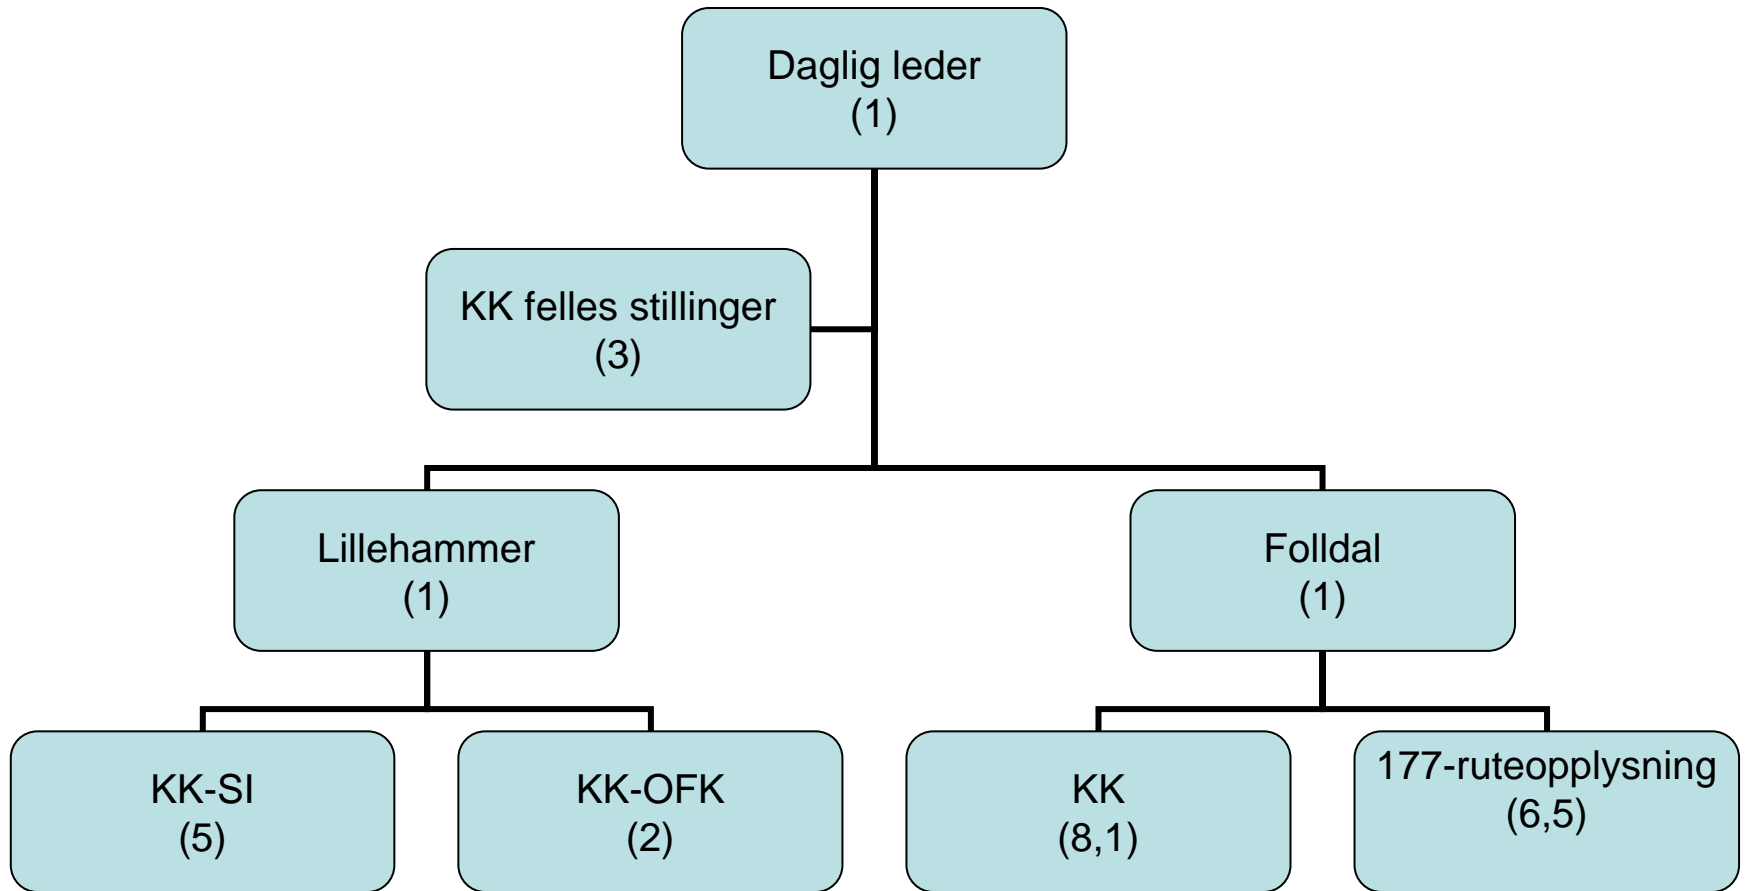 Daglig leder
(1)
KK felles stillinger
(3)
Lillehammer
(1)
Folldal
(1)
KK-SI
(5)
KK-OFK
(2)
KK
(8,1)
177-ruteopplysning
(6,5)